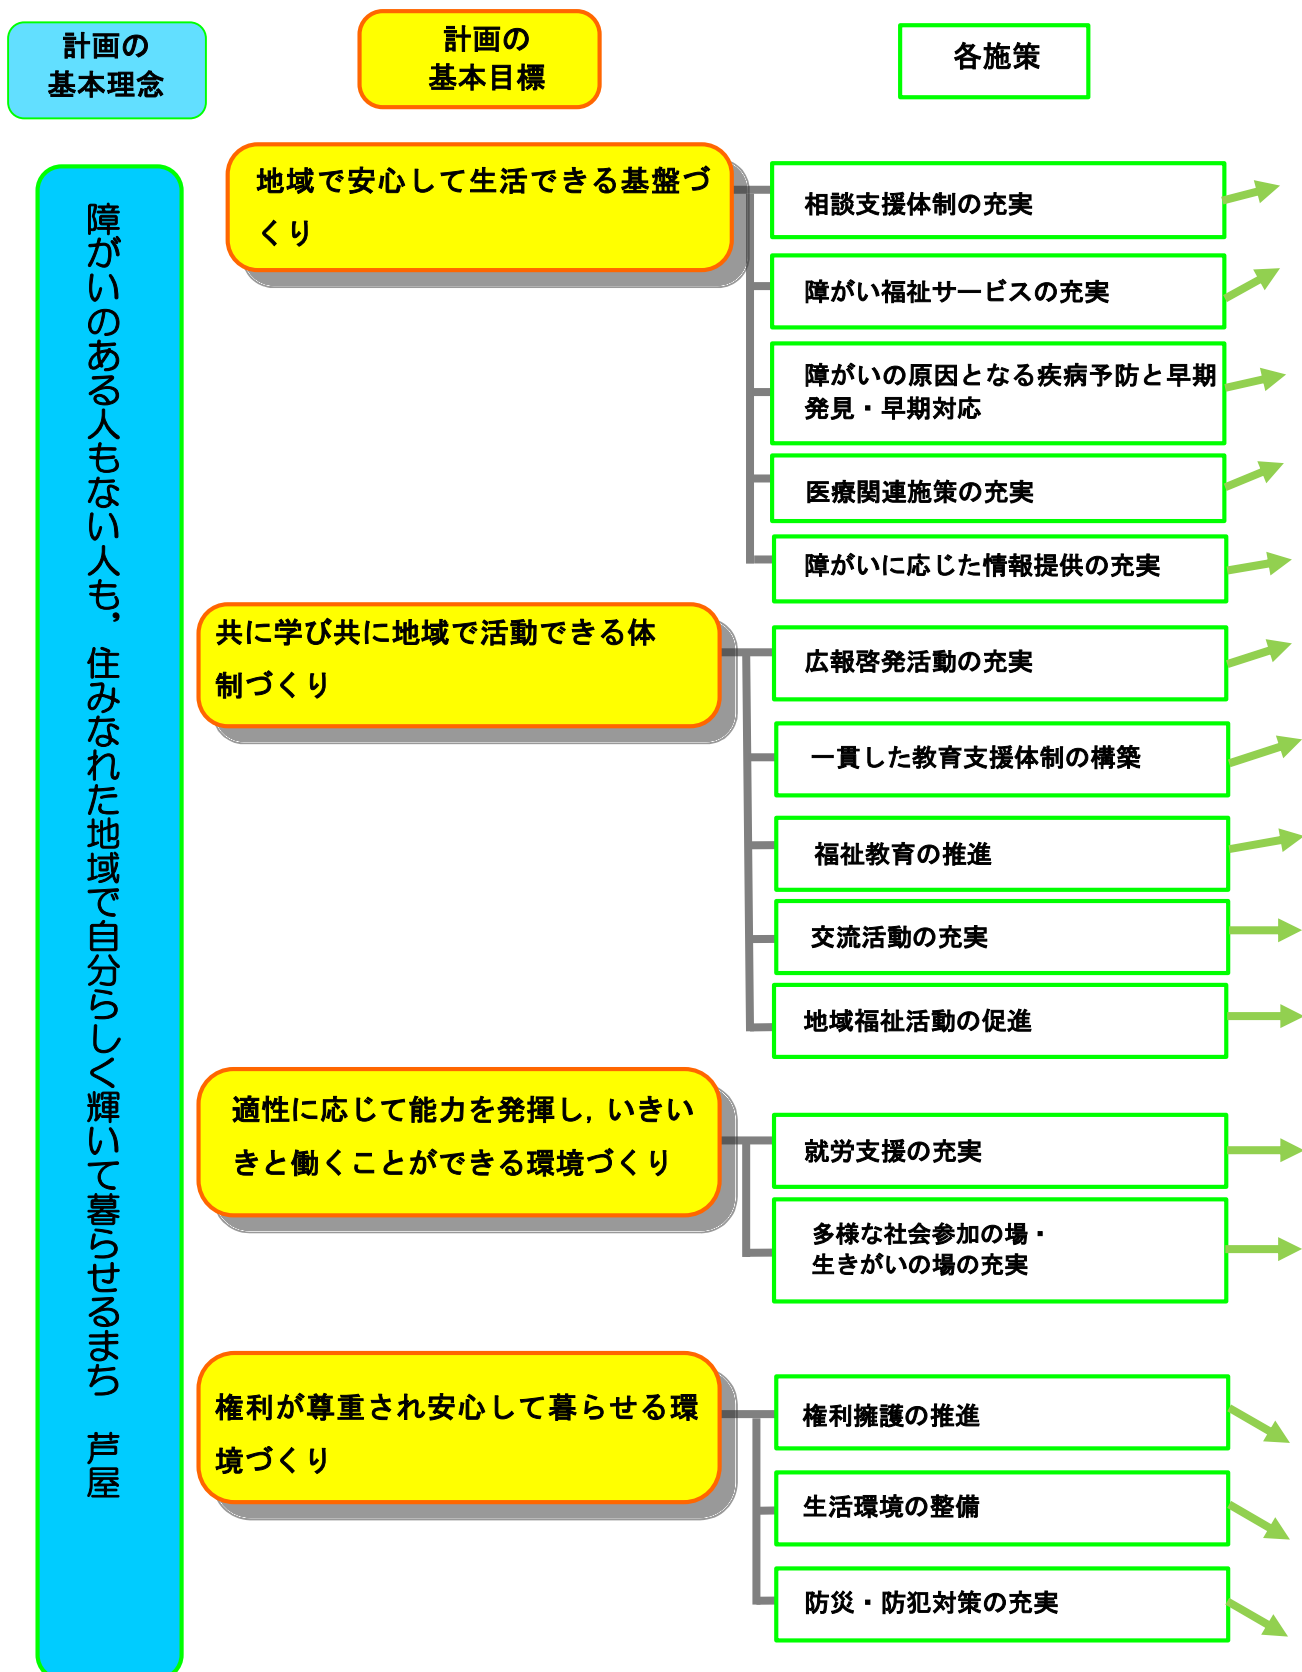 計画の
基本理念
計画の
基本目標
各施策
障がいのある人もない人も，住みなれた地域で自分らしく輝いて暮らせるまち　芦屋
地域で安心して生活できる基盤づ
くり
相談支援体制の充実
障がい福祉サービスの充実
障がいの原因となる疾病予防と早期
発見・早期対応
医療関連施策の充実
障がいに応じた情報提供の充実
共に学び共に地域で活動できる体
制づくり
広報啓発活動の充実
一貫した教育支援体制の構築
福祉教育の推進
交流活動の充実
地域福祉活動の促進
適性に応じて能力を発揮し，いきい
きと働くことができる環境づくり
就労支援の充実
多様な社会参加の場・
生きがいの場の充実
権利が尊重され安心して暮らせる環
境づくり
権利擁護の推進
生活環境の整備
防災・防犯対策の充実